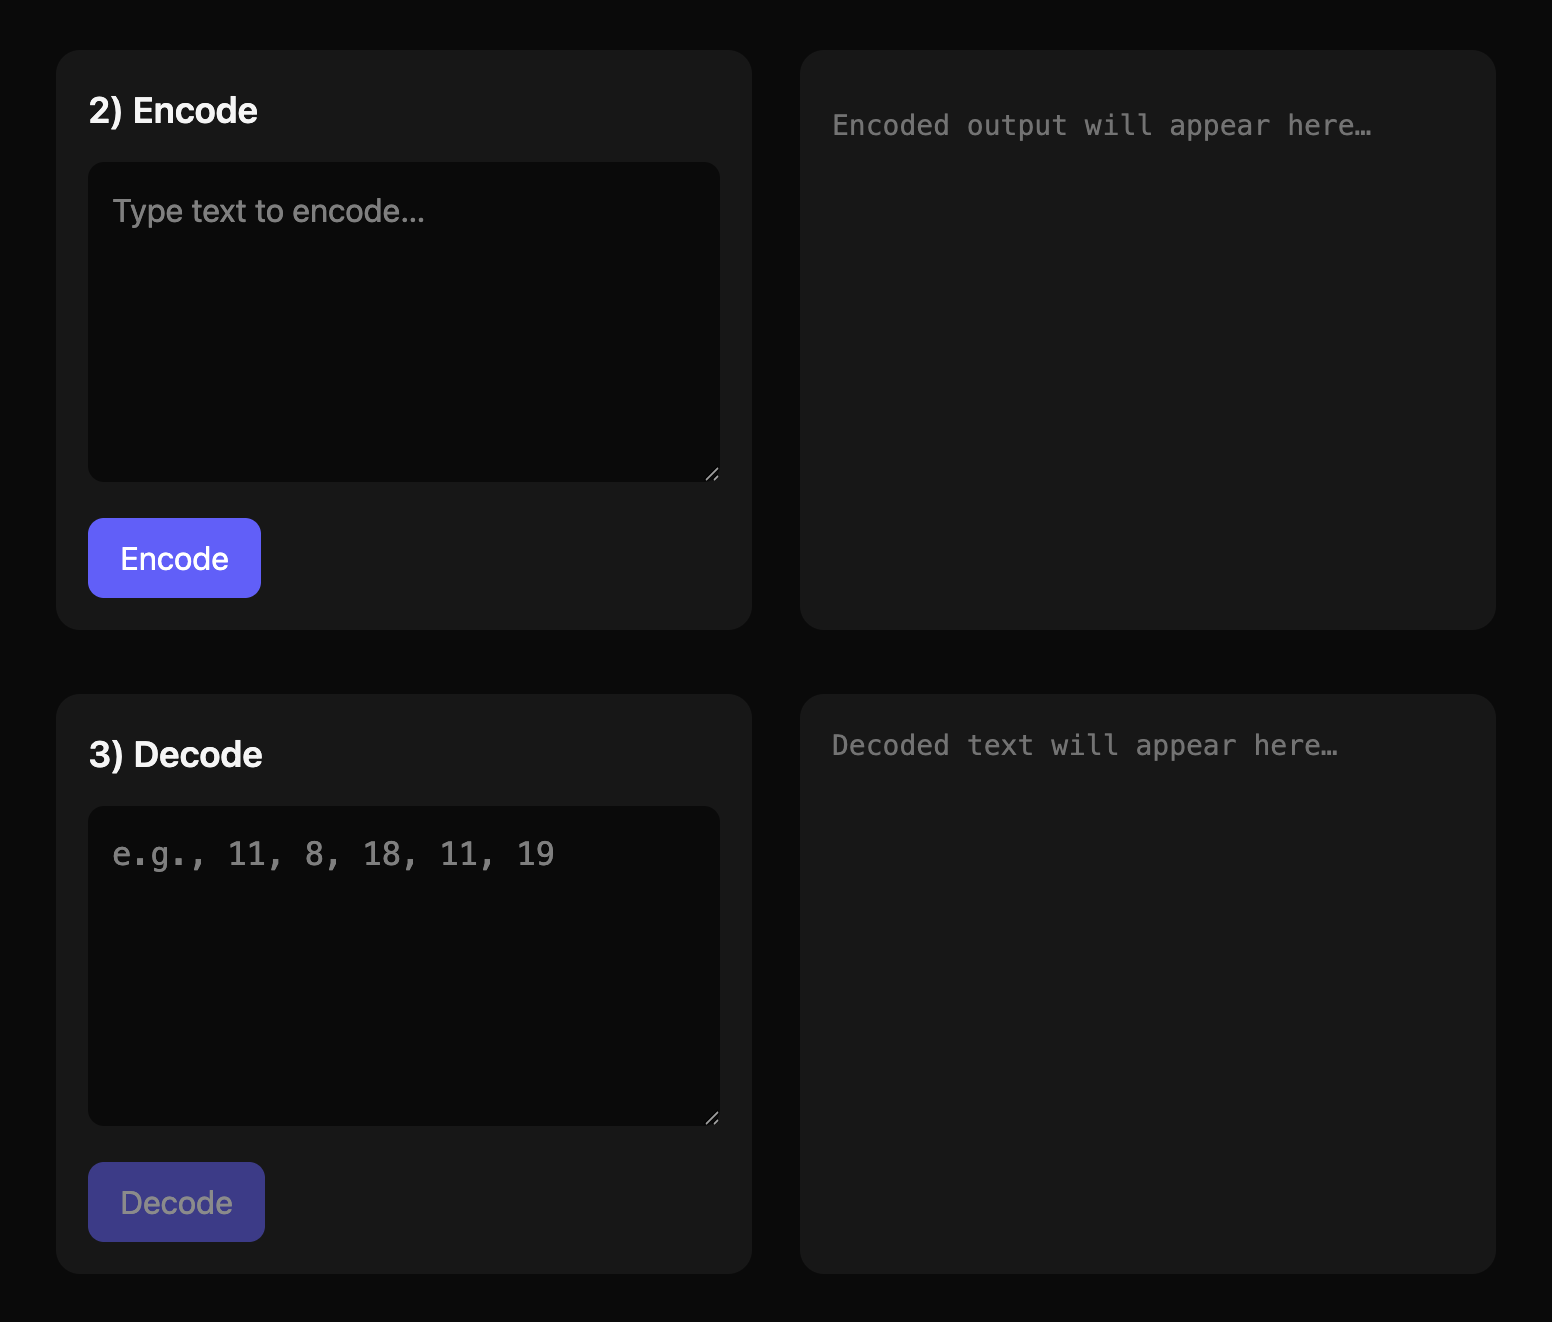 2) Encode
Type text to encode...
Encode
Encoded output will appear here…
3) Decode
e.g., 11, 8, 18, 11, 19
Decode
Decoded text will appear here…